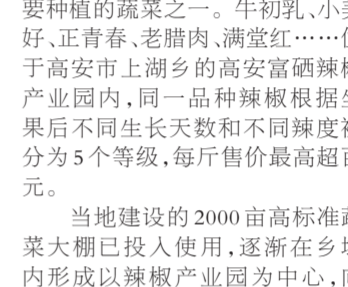 要种植的蔬菜之一。牛初乳、小
好、正青春、老腊肉、满堂红……
于高安市上湖乡的高安富硒辣
产业园内，同一品种辣椒根据
果后不同生长天数和不同辣度
分为5个等级，每斤售价最高超
元。
当地建设的2000亩高标准
菜大棚已投入使用，逐渐在乡
内形成以辣椒产业园为中心，